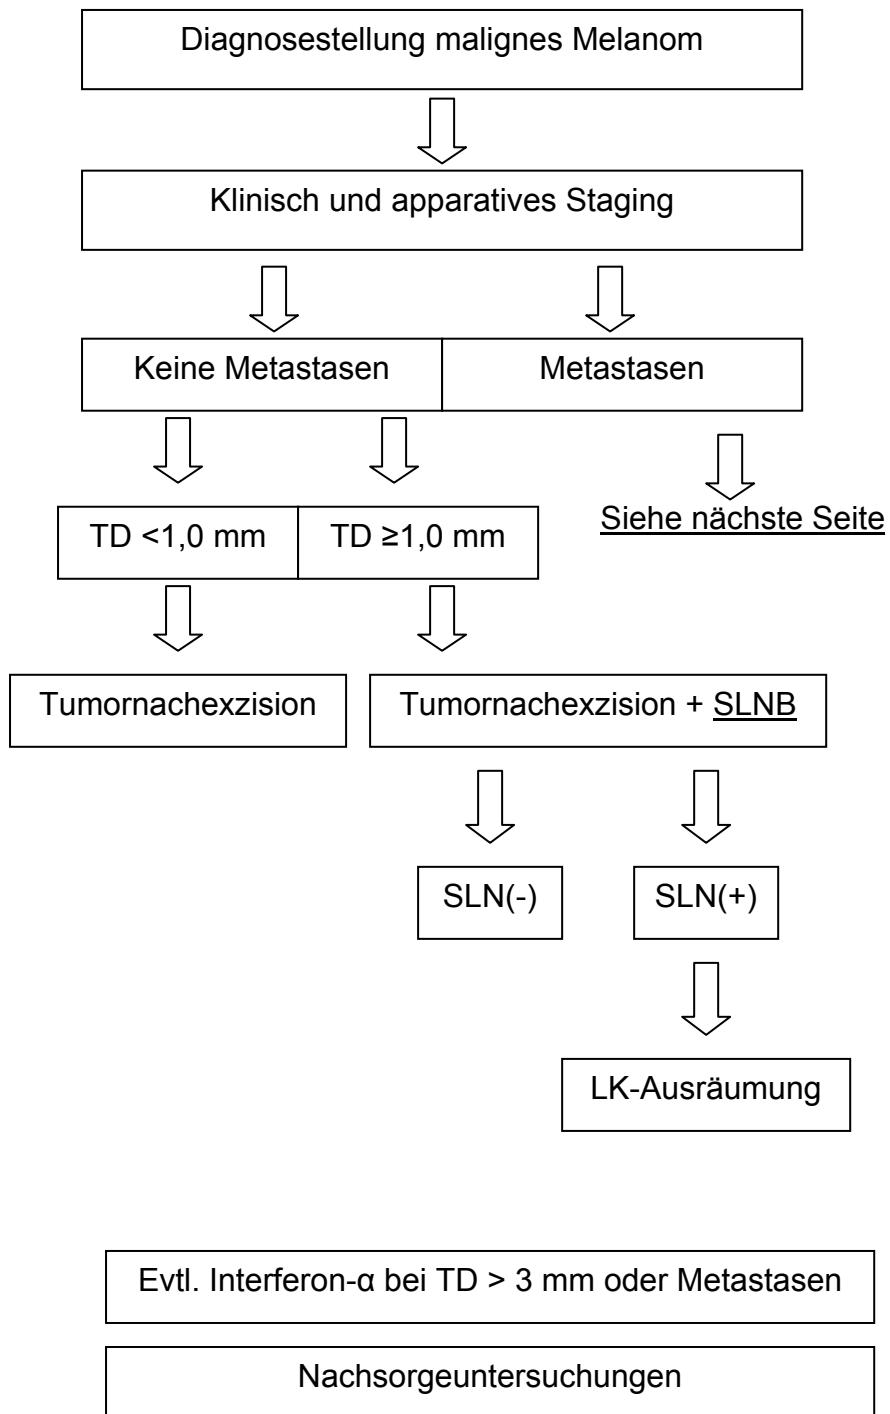 Diagnosestellung malignes Melanom
Klinisch und apparatives Staging
Keine Metastasen
Metastasen
TD <1,0 mm
TD ≥1,0 mm
Siehe nächste Seite
Tumornachexzision
Tumornachexzision + SLNB
SLN(-)
SLN(+)
LK-Ausräumung
Evtl. Interferon-α bei TD > 3 mm oder Metastasen
Nachsorgeuntersuchungen